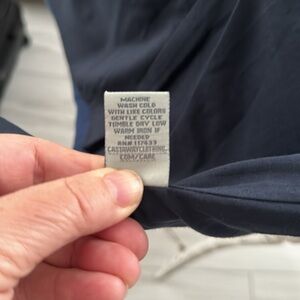 MACHINE
WASH COLD
WITH LIKE COLORS
GENTLE CYCLE
TUMBLE DRY LOW
WARM IRON IF
NEEDED
RN# 117633
CASTAWAYCLOTHING.
COM/CARE